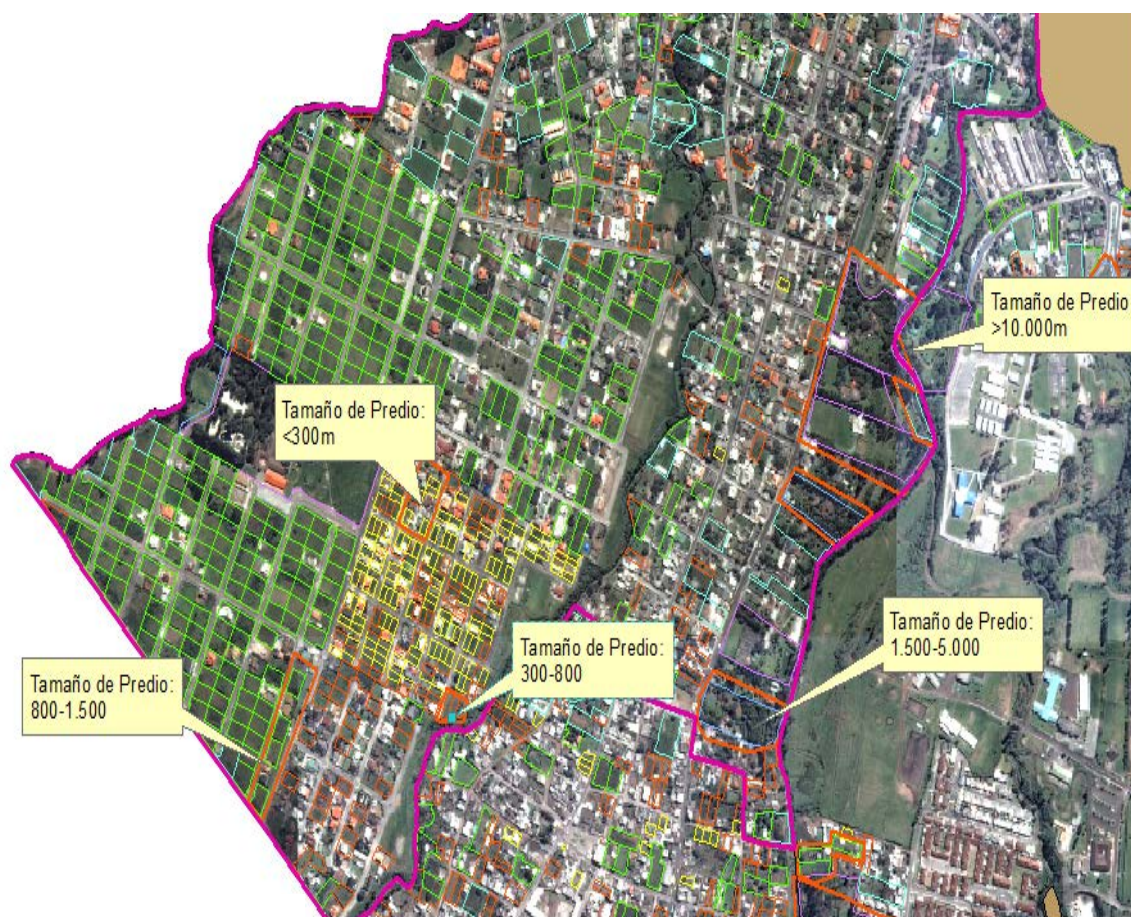 Tamaño de Predio
>10.000m
Tamaño de Predio:
<300m
Tamaño de Predio:
1.500-5.000
Tamaño de Predio:
300-800
Tamaño de Predio:
800-1.500